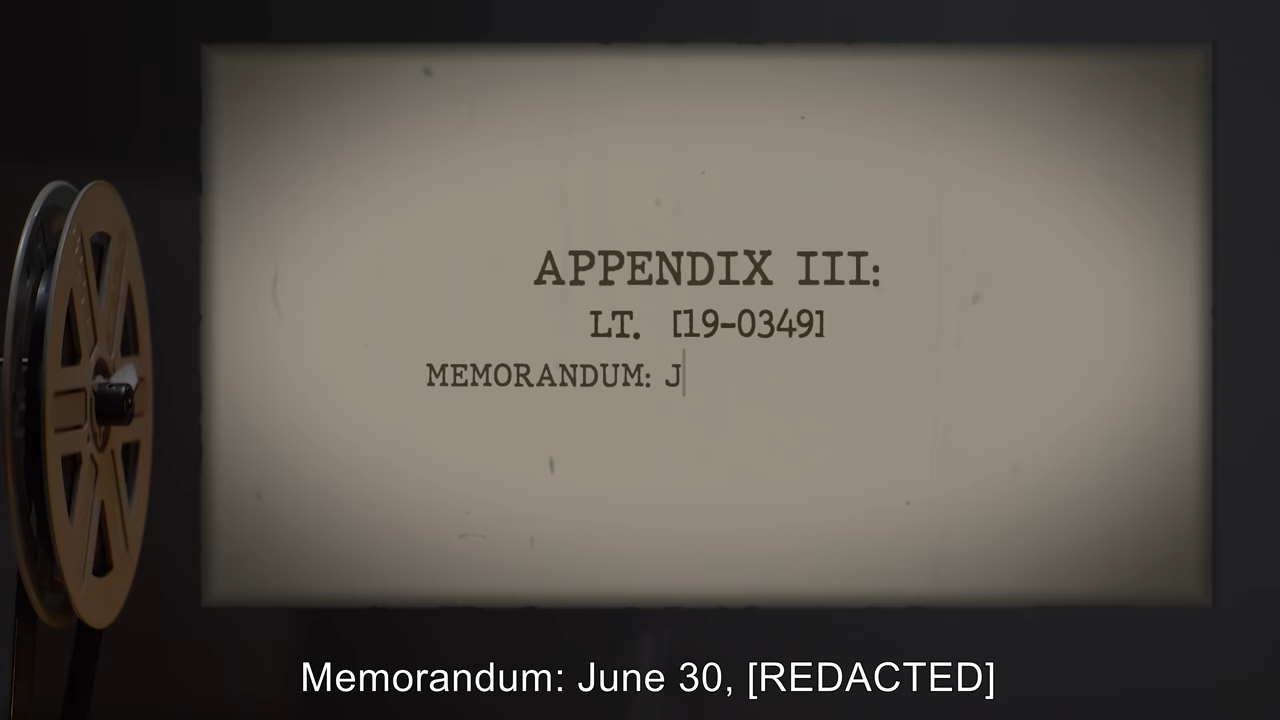 APPENDIX III:
LT. [19-0349]
MEMORANDUM: J
Memorandum: June 30, [REDACTED]